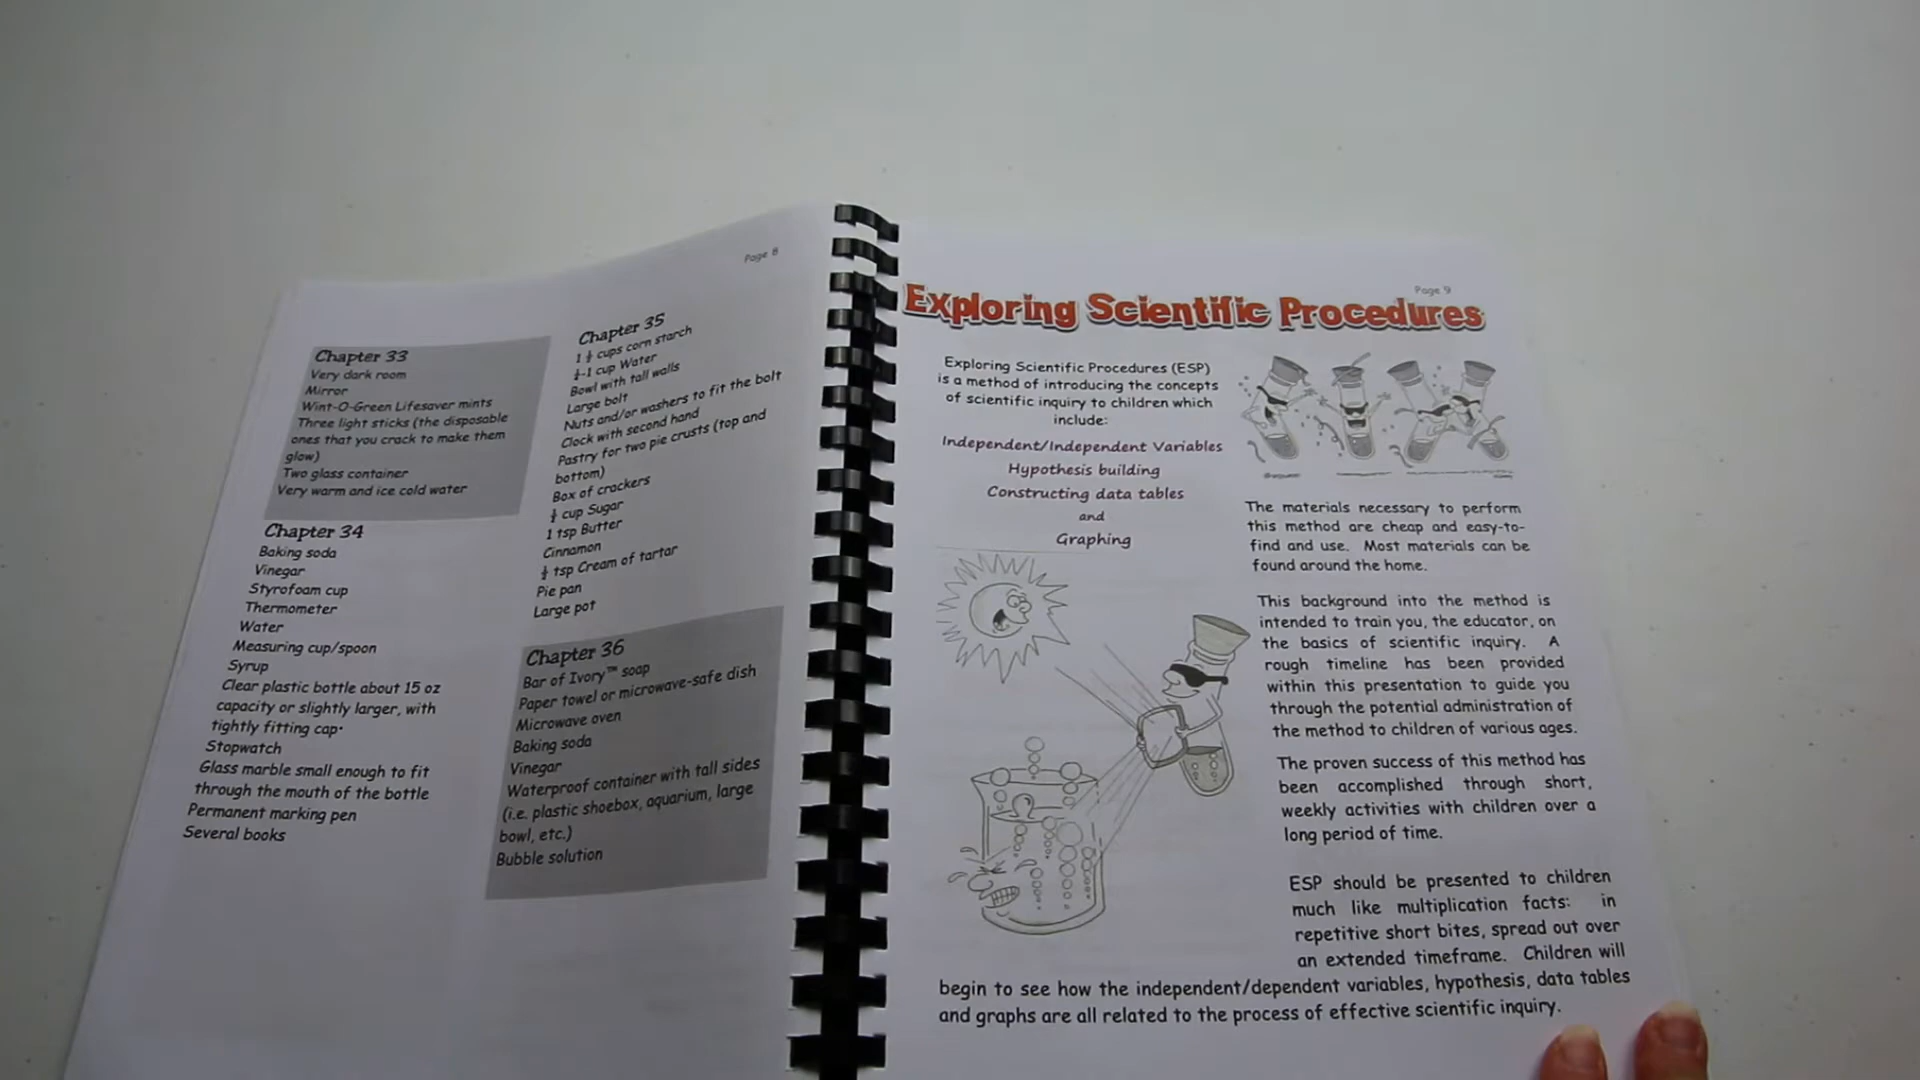 Page 8
Chapter 33
Very dark room
Mirror
Wint-O-Green Lifesaver mints
Three light sticks (the disposable
ones that you crack to make them
glow)
Two glass container
Very warm and ice cold water
Chapter 34
Baking soda
Vinegar
Styrofoam cup
Thermometer
Water
Measuring cup/spoon
Syrup
Clear plastic bottle about 15 oz
capacity or slightly larger, with
tightly fitting cap
Stopwatch
Glass marble small enough to fit
through the mouth of the bottle
Permanent marking pen
Several books
Chapter 35
cups corn starch
cup Water
Bowl with tall walls
Large bolt
Nuts and/or washers to fit the bolt
Clock with second hand
Pastry for two pie crusts (top and
bottom)
Box of crackers
cup Sugar
1 tsp Butter
Cinnamon
tsp Cream of tartar
Pie pan
Large pot
Chapter 36
Bar of Ivory™ soap
Paper towel or microwave-safe dish
Microwave oven
Baking soda
Vinegar
Waterproof container with tall sides
(i.e. plastic shoebox, aquarium, large
bowl, etc.)
Bubble solution
Page 9
Exploring Scientific Procedures
Exploring Scientific Procedures (ESP)
is a method of introducing the concepts
of scientific inquiry to children which
include:
Independent/Independent Variables
Hypothesis building
Constructing data tables
and
Graphing
The materials necessary to perform
this method are cheap and easy-to-
find and use. Most materials can be
found around the home.
This background into the method is
intended to train you, the educator, on
the basics of scientific inquiry. A
rough timeline has been provided
within this presentation to guide you
through the potential administration of
the method to children of various ages.
The proven success of this method has
been accomplished through short,
weekly activities with children over a
long period of time.
ESP should be presented to children
much like multiplication facts: in
repetitive short bites, spread out over
an extended timeframe. Children will
begin to see how the independent/dependent variables, hypothesis, data tables
and graphs are all related to the process of effective scientific inquiry.